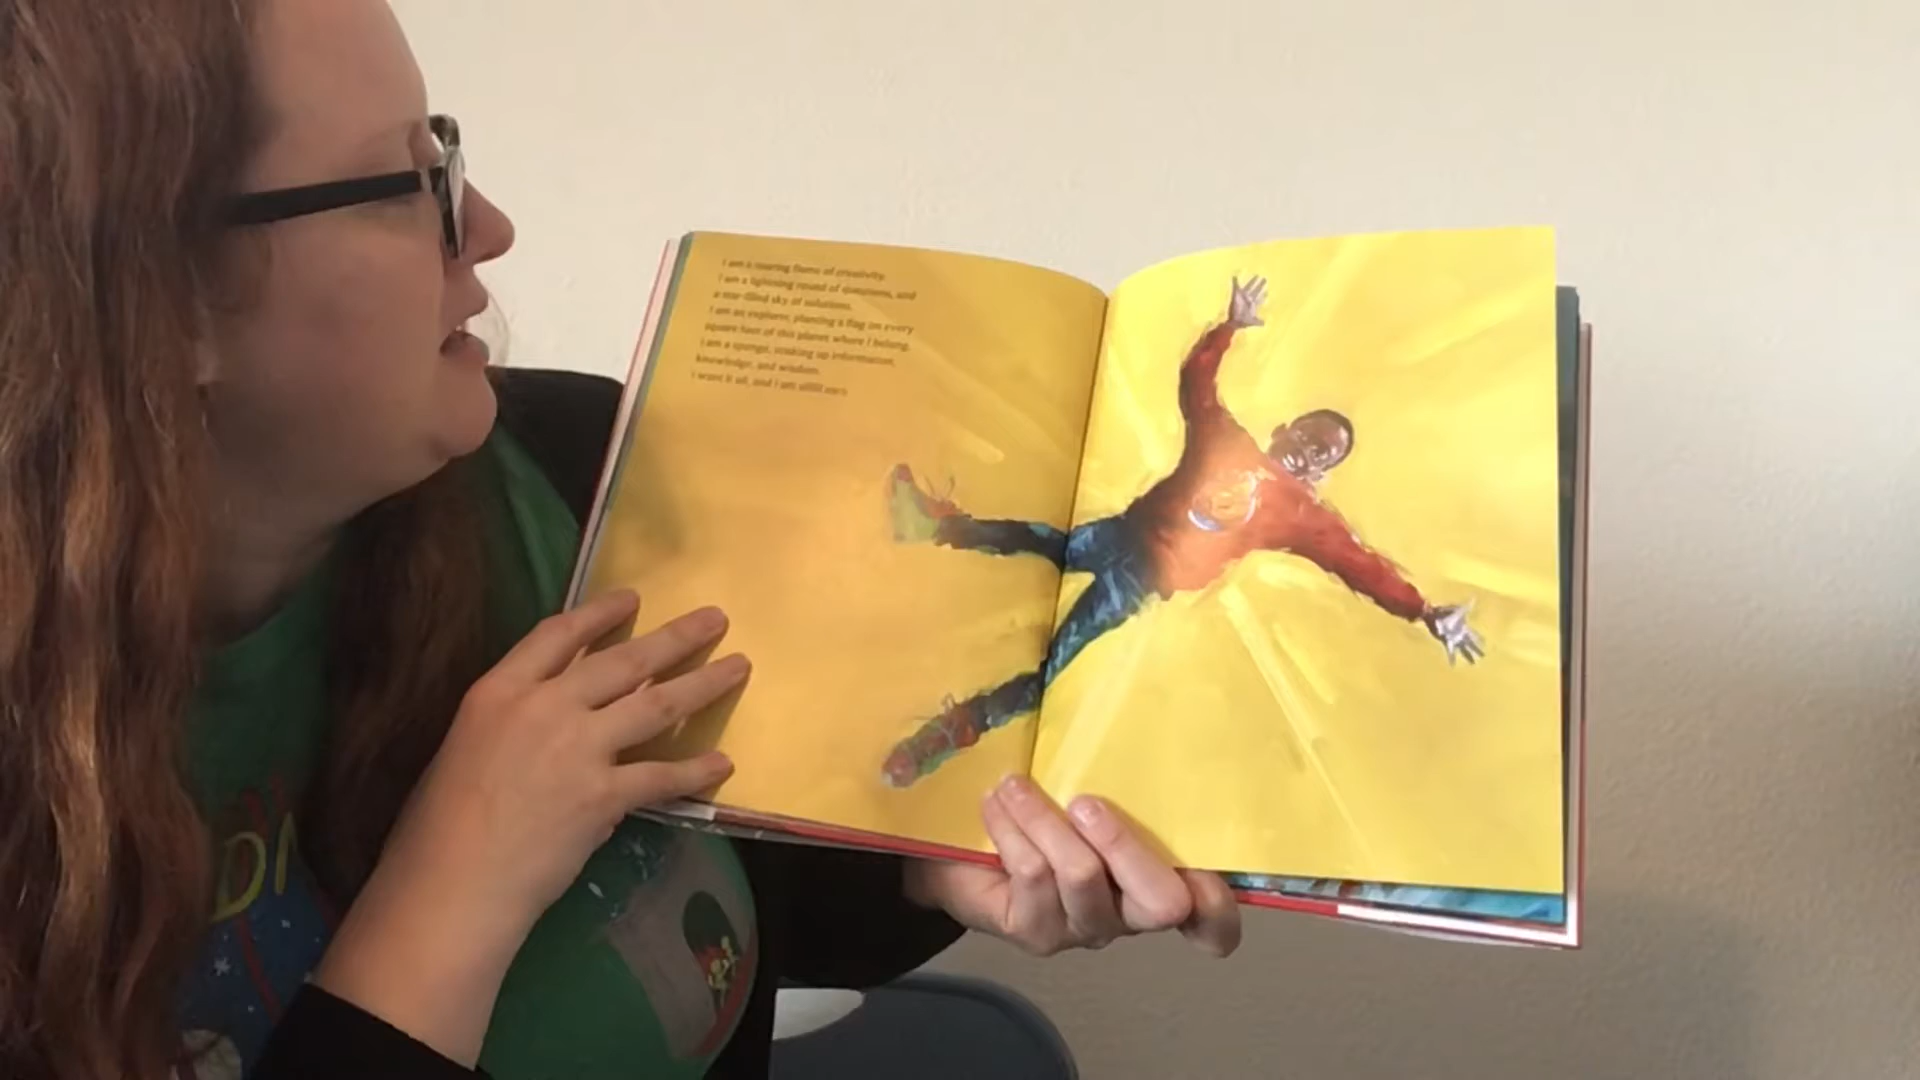 I am a roaring flame of creativity.
I am a lightning round of questions, and
a star-filled sky of solutions.
I am an explorer, planting a flag on every
square foot of this planet where I belong.
I am a sponge, soaking up information,
knowledge, and wisdom.
I want it all, and I am